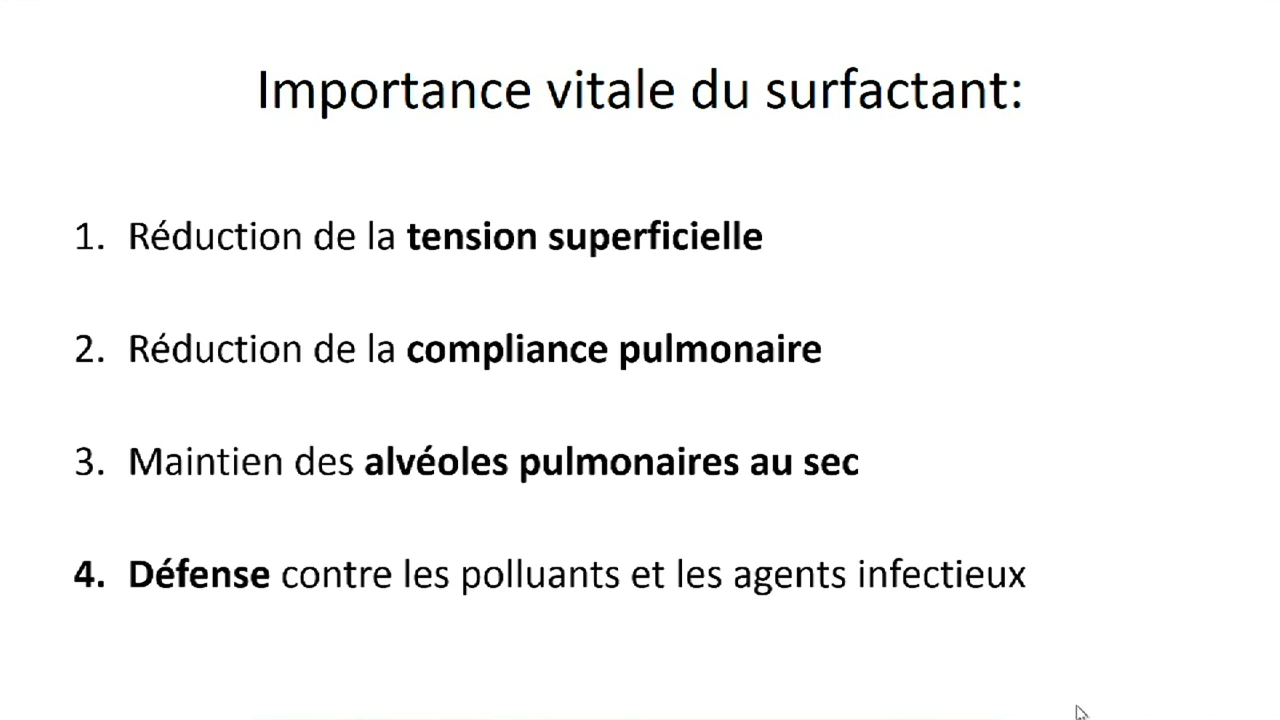 Importance vitale du surfactant:
1. Réduction de la tension superficielle
2. Réduction de la compliance pulmonaire
3. Maintien des alvéoles pulmonaires au sec
4. Défense contre les polluants et les agents infectieux